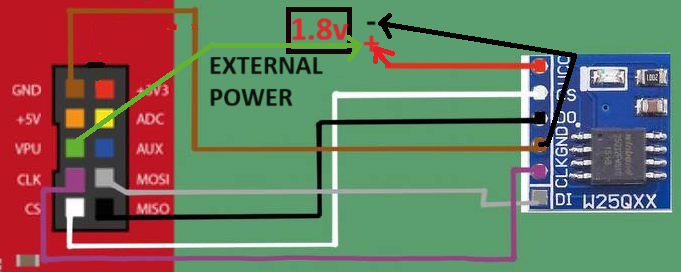 1.8v
-
+
EXTERNAL
POWER
GND
+3V3
+5V
ADC
VPU
AUX
CLK
MOSI
CS
MISO
VCC
CS
DO
GND
CLK
DI
W25QXX